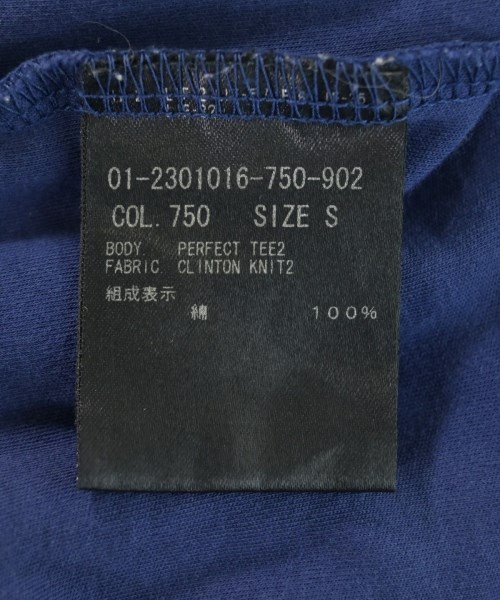 01-2301016-750-902
COL. 750 SIZE S
BODY PERFECT TEE2
FABRIC CLINTON KNIT2
組成表示
綿 100%